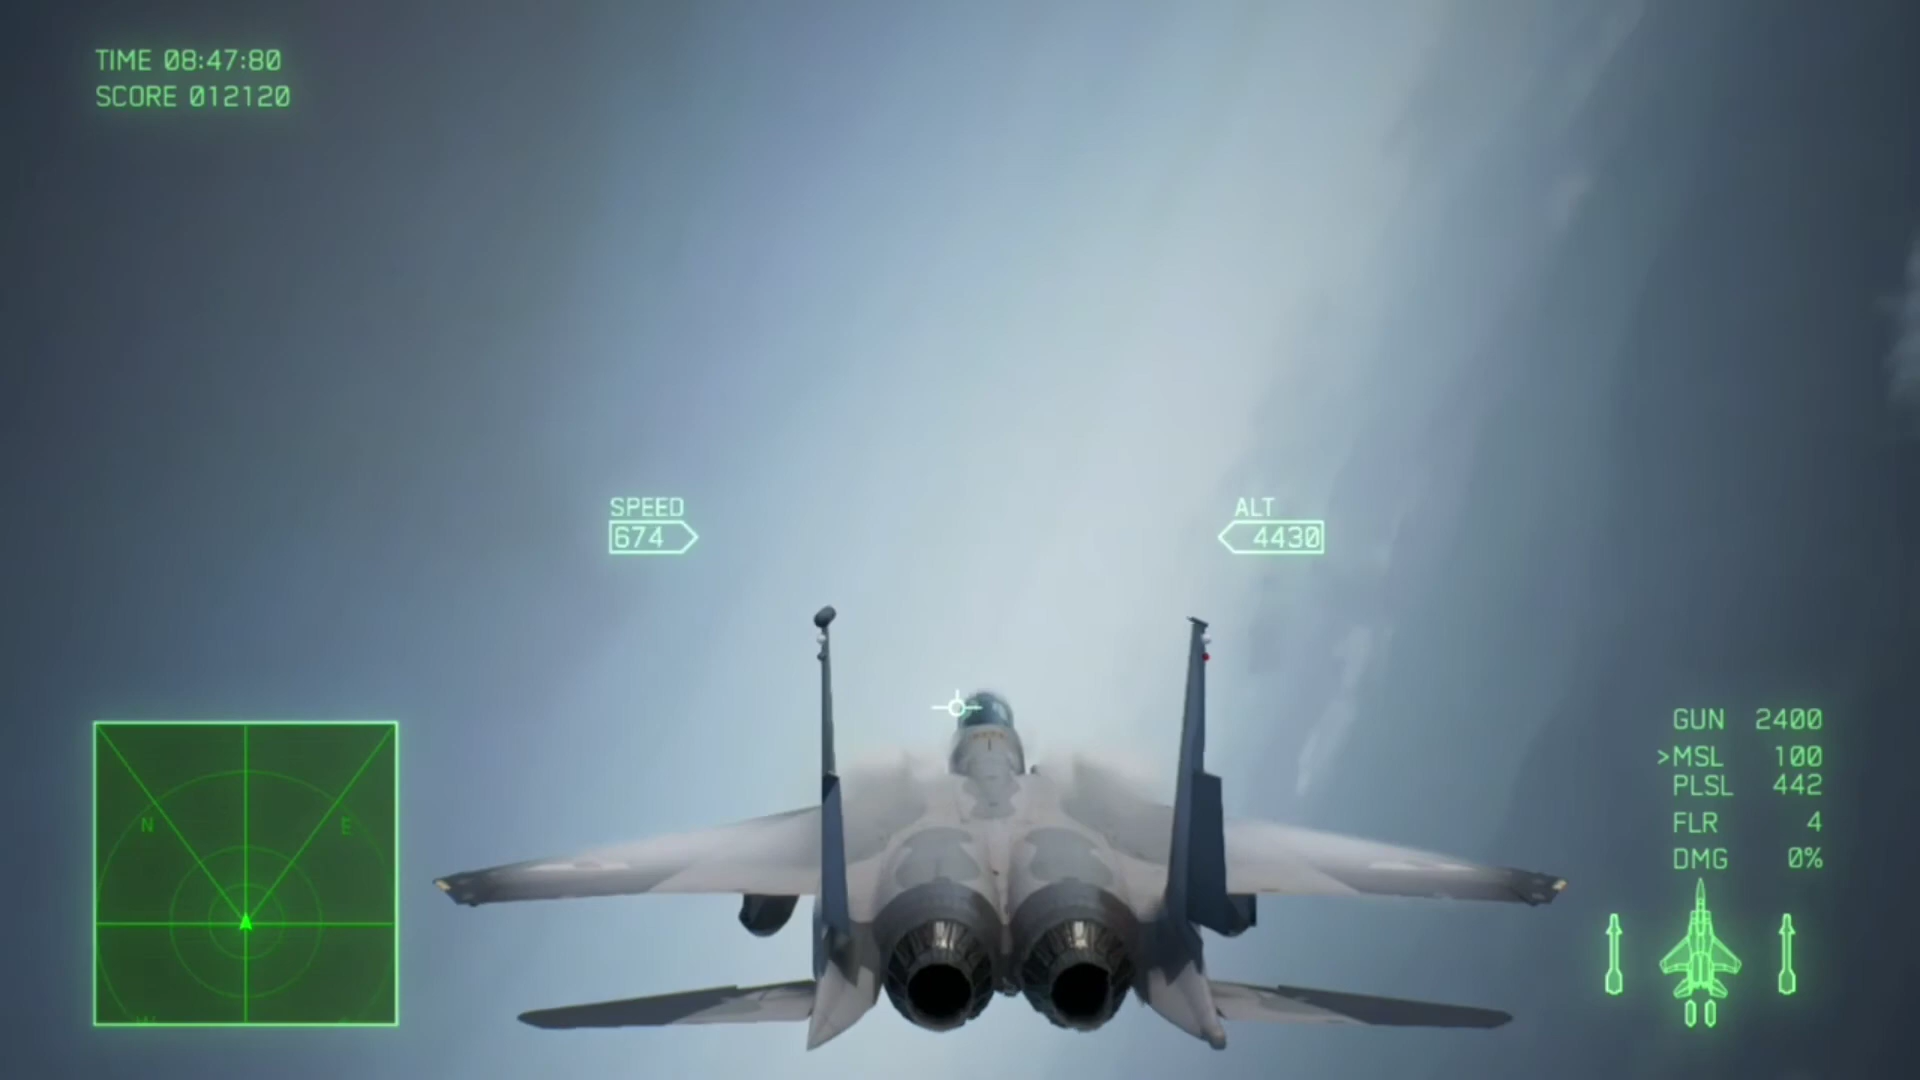 TIME 08:47:80
SCORE 012120
SPEED
674
ALT
4430
N
E
GUN 2400
>MSL 100
PLSL 442
FLR 4
DMG 0%